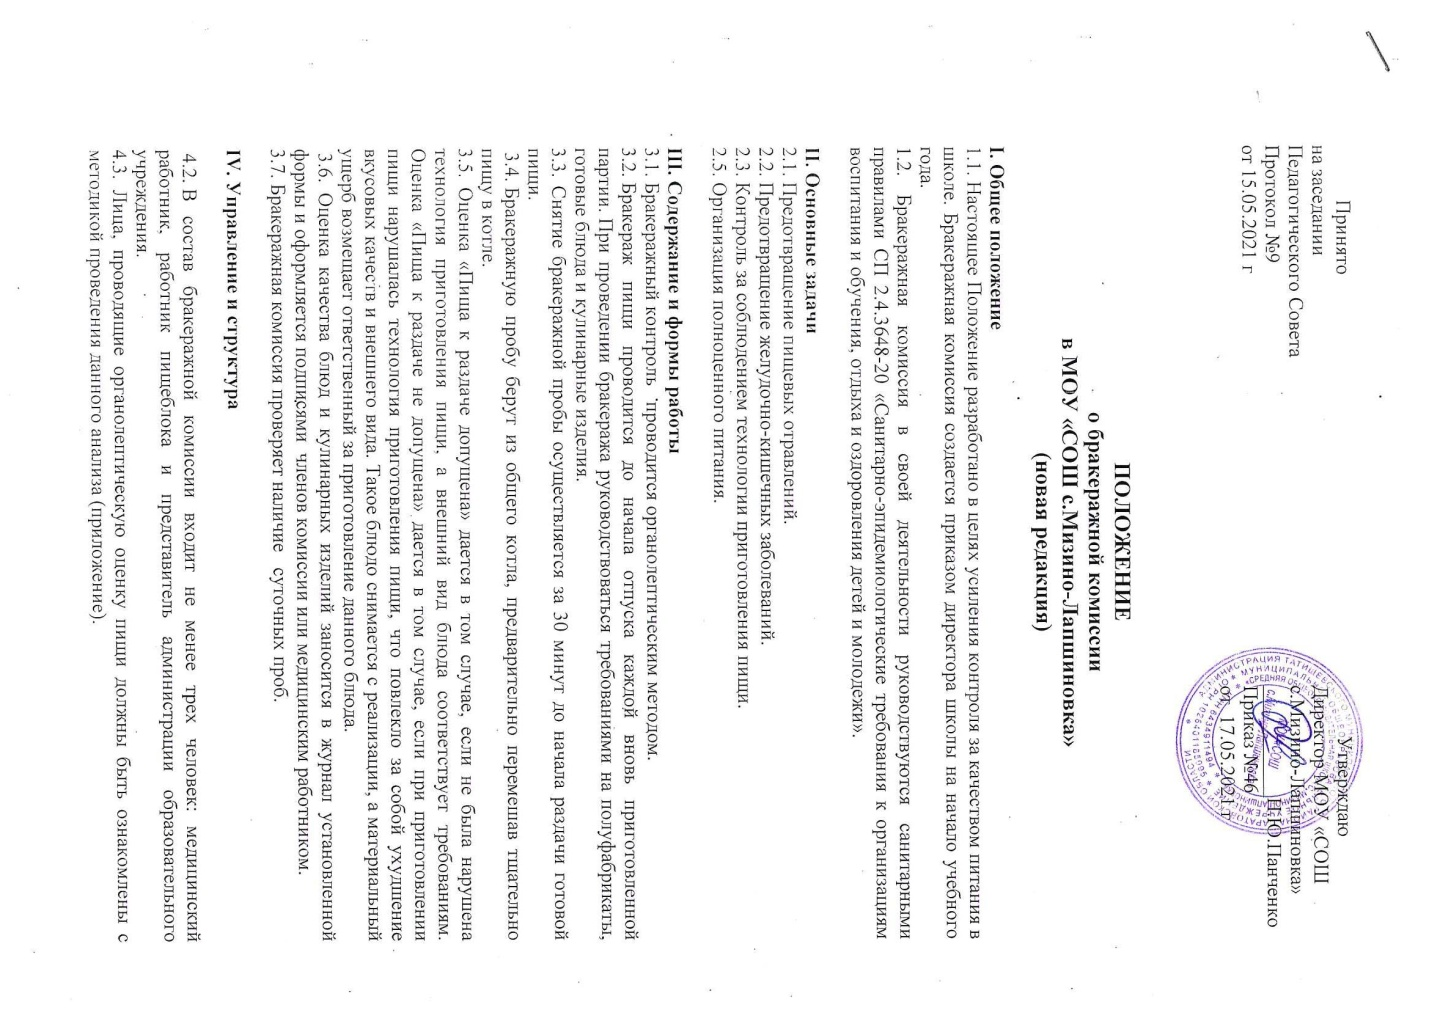 Принято
на заседании
Педагогического Совета
Протокол №9
от 15.05.2021 г
Утверждаю
Директор МОУ «СОШ
с.Мизино-Лапшиновка»
Ю.Панченко
Приказ №46
от 17.05.2021 г
ПОЛОЖЕНИЕ
о бракеражной комиссии
в МОУ «СОШ с.Мизино-Лапшиновка»
(новая редакция)
I. Общее положение
1.1. Настоящее Положение разработано в целях усиления контроля за качеством питания в
школе. Бракеражная комиссия создается приказом директора школы на начало учебного
года.
1.2. Бракеражная комиссия в своей деятельности руководствуются санитарными
правилами СП 2.4.3648-20 «Санитарно-эпидемиологические требования к организациям
воспитания и обучения, отдыха и оздоровления детей и молодежи».
II. Основные задачи
2.1. Предотвращение пищевых отравлений.
2.2. Предотвращение желудочно-кишечных заболеваний.
2.3. Контроль за соблюдением технологии приготовления пищи.
2.5. Организация полноценного питания.
III. Содержание и формы работы
3.1. Бракеражный контроль проводится органолептическим методом.
3.2. Бракераж пищи проводится до начала отпуска каждой вновь приготовленной
партии. При проведении бракеража руководствоваться требованиями на полуфабрикаты,
готовые блюда и кулинарные изделия.
3.3. Снятие бракеражной пробы осуществляется за 30 минут до начала раздачи готовой
пищи.
3.4. Бракеражную пробу берут из общего котла, предварительно перемешав тщательно
пищу в котле.
3.5. Оценка «Пища к раздаче допущена» дается в том случае, если не была нарушена
технология приготовления пищи, а внешний вид блюда соответствует требованиям.
Оценка «Пища к раздаче не допущена» дается в том случае, если при приготовлении
пищи нарушалась технология приготовления пищи, что повлекло за собой ухудшение
вкусовых качеств и внешнего вида. Такое блюдо снимается с реализации, а материальный
ущерб возмещает ответственный за приготовление данного блюда.
3.6. Оценка качества блюд и кулинарных изделий заносится в журнал установленной
формы и оформляется подписями членов комиссии или медицинским работником.
3.7. Бракеражная комиссия проверяет наличие суточных проб.
IV. Управление и структура
4.2. В состав бракеражной комиссии входит не менее трех человек: медицинский
работник, работник пищеблока и представитель администрации образовательного
учреждения.
4.3. Лица, проводящие органолептическую оценку пищи должны быть ознакомлены с
методикой проведения данного анализа (приложение).